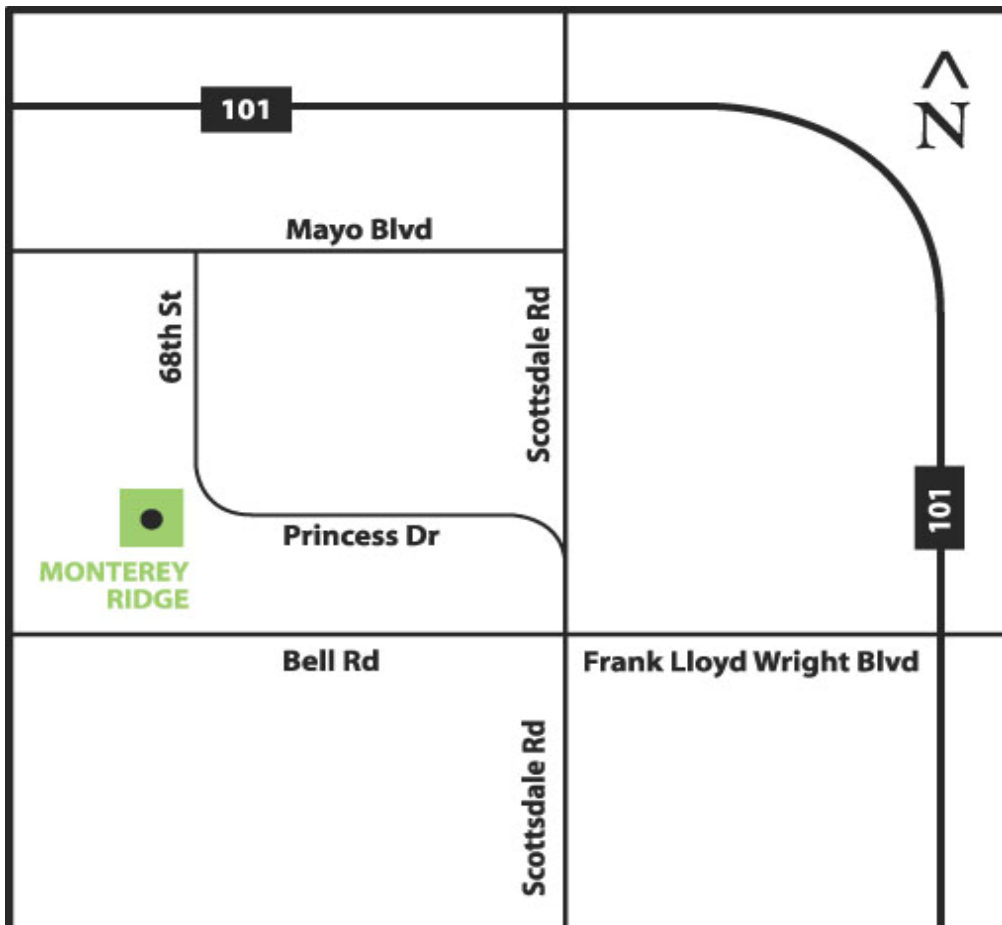 101
N
Mayo Blvd
68th St
Scottsdale Rd
101
Princess Dr
MONTEREY
RIDGE
Bell Rd
Frank Lloyd Wright Blvd
Scottsdale Rd